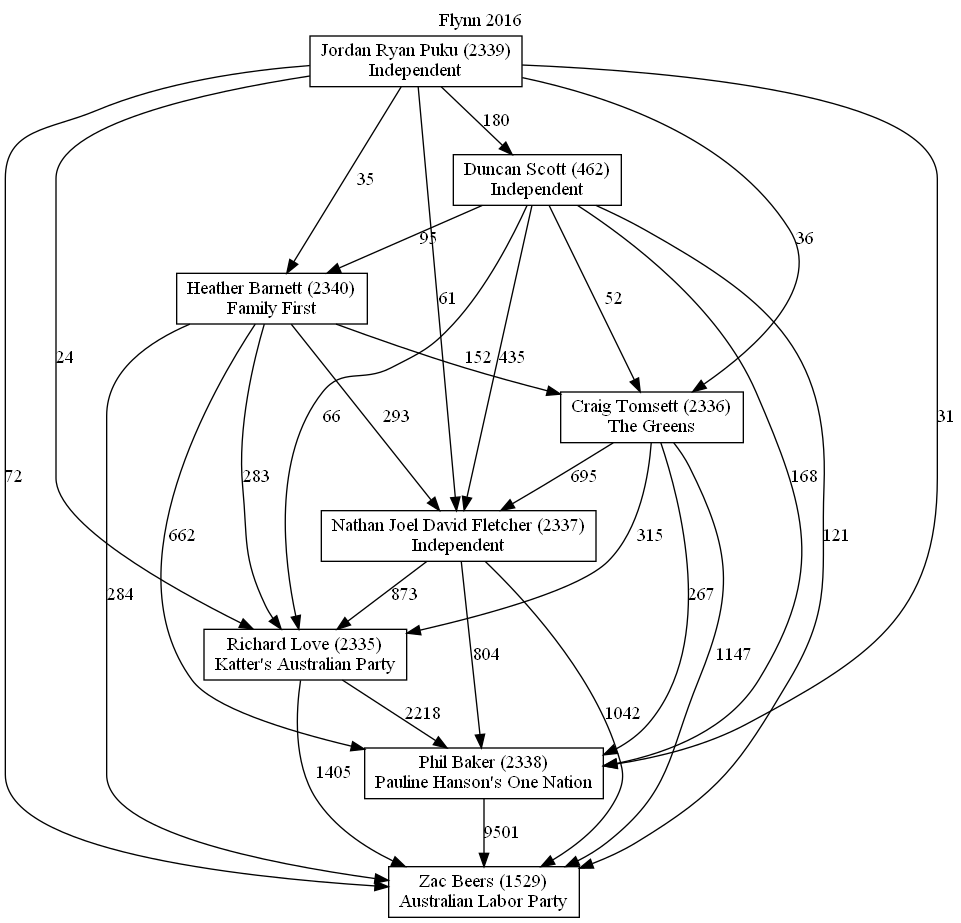 Flynn 2016
Jordan Ryan Puku (2339)
Independent
180
Duncan Scott (462)
Independent
35
95
36
Heather Barnett (2340)
Family First
61
52
24
152
435
Craig Tomsett (2336)
The Greens
66
293
72
283
695
168
31
Nathan Joel David Fletcher (2337)
Independent
662
315
121
284
873
267
Richard Love (2335)
Katter's Australian Party
804
1147
2218
1042
Phil Baker (2338)
Pauline Hanson's One Nation
1405
9501
Zac Beers (1529)
Australian Labor Party